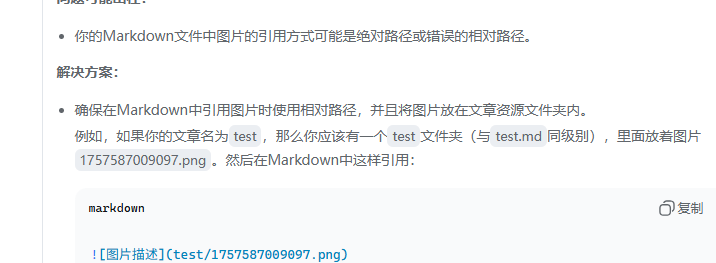 你的Markdown文件中图片的引用方式可能是绝对路径或错误的相对路径。
解决方案：
确保在Markdown中引用图片时使用相对路径，并且将图片放在文章资源文件夹内。
例如，如果你的文章名为 test ，那么你应该有一个 test 文件夹（与 test.md 同级别），里面放着图片
1757587009097.png 。然后在Markdown中这样引用：
markdown
复制
![图片描述](test/1757587009097.png)